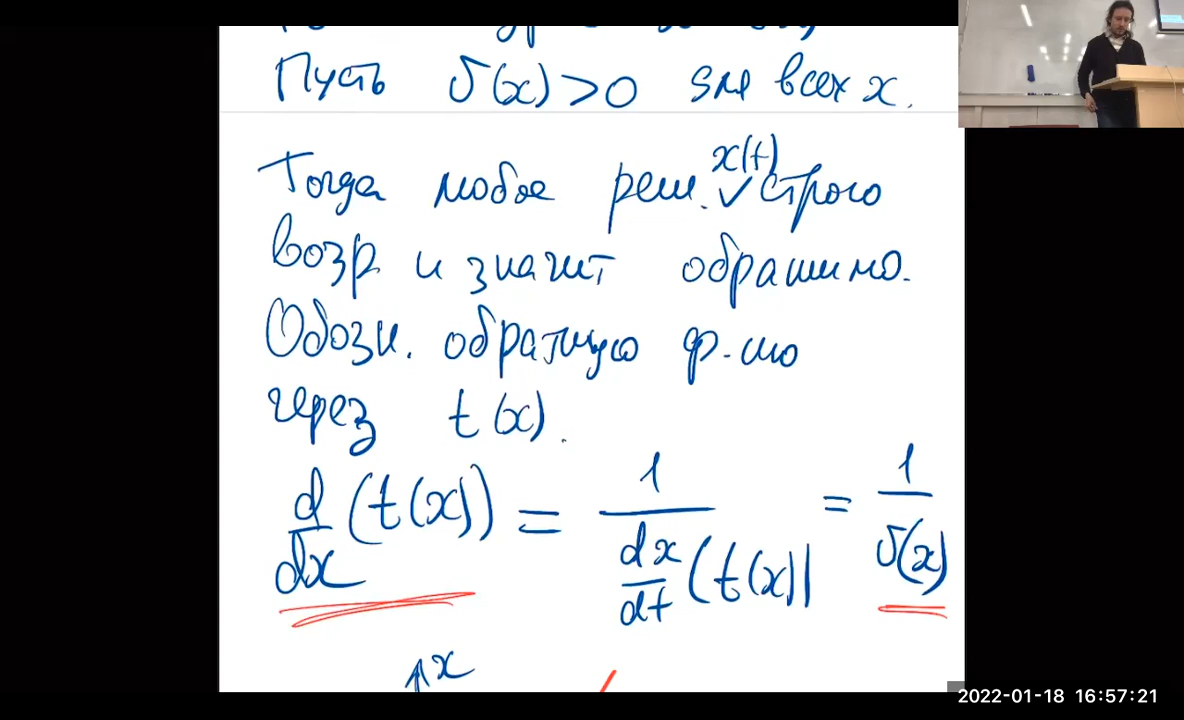 Пусть v(x) > 0 для всех x.
Тогда любое реш. x(t) строго
возр. и значит обратимо.
Обозн. обратную ф-цию
через t(x).
d/dx (t(x)) = 1 / (dx/dt (t(x))) = 1 / v(x)
x
2022-01-18 16:57:21